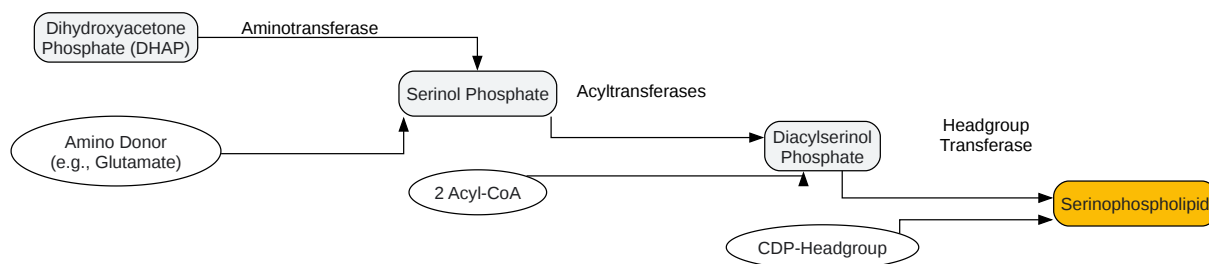 Dihydroxyacetone
Phosphate (DHAP)
Aminotransferase
Serinol Phosphate
Acyltransferases
Amino Donor
(e.g., Glutamate)
Diacylserinol
Phosphate
Headgroup
Transferase
2 Acyl-CoA
Serinophospholipid
CDP-Headgroup